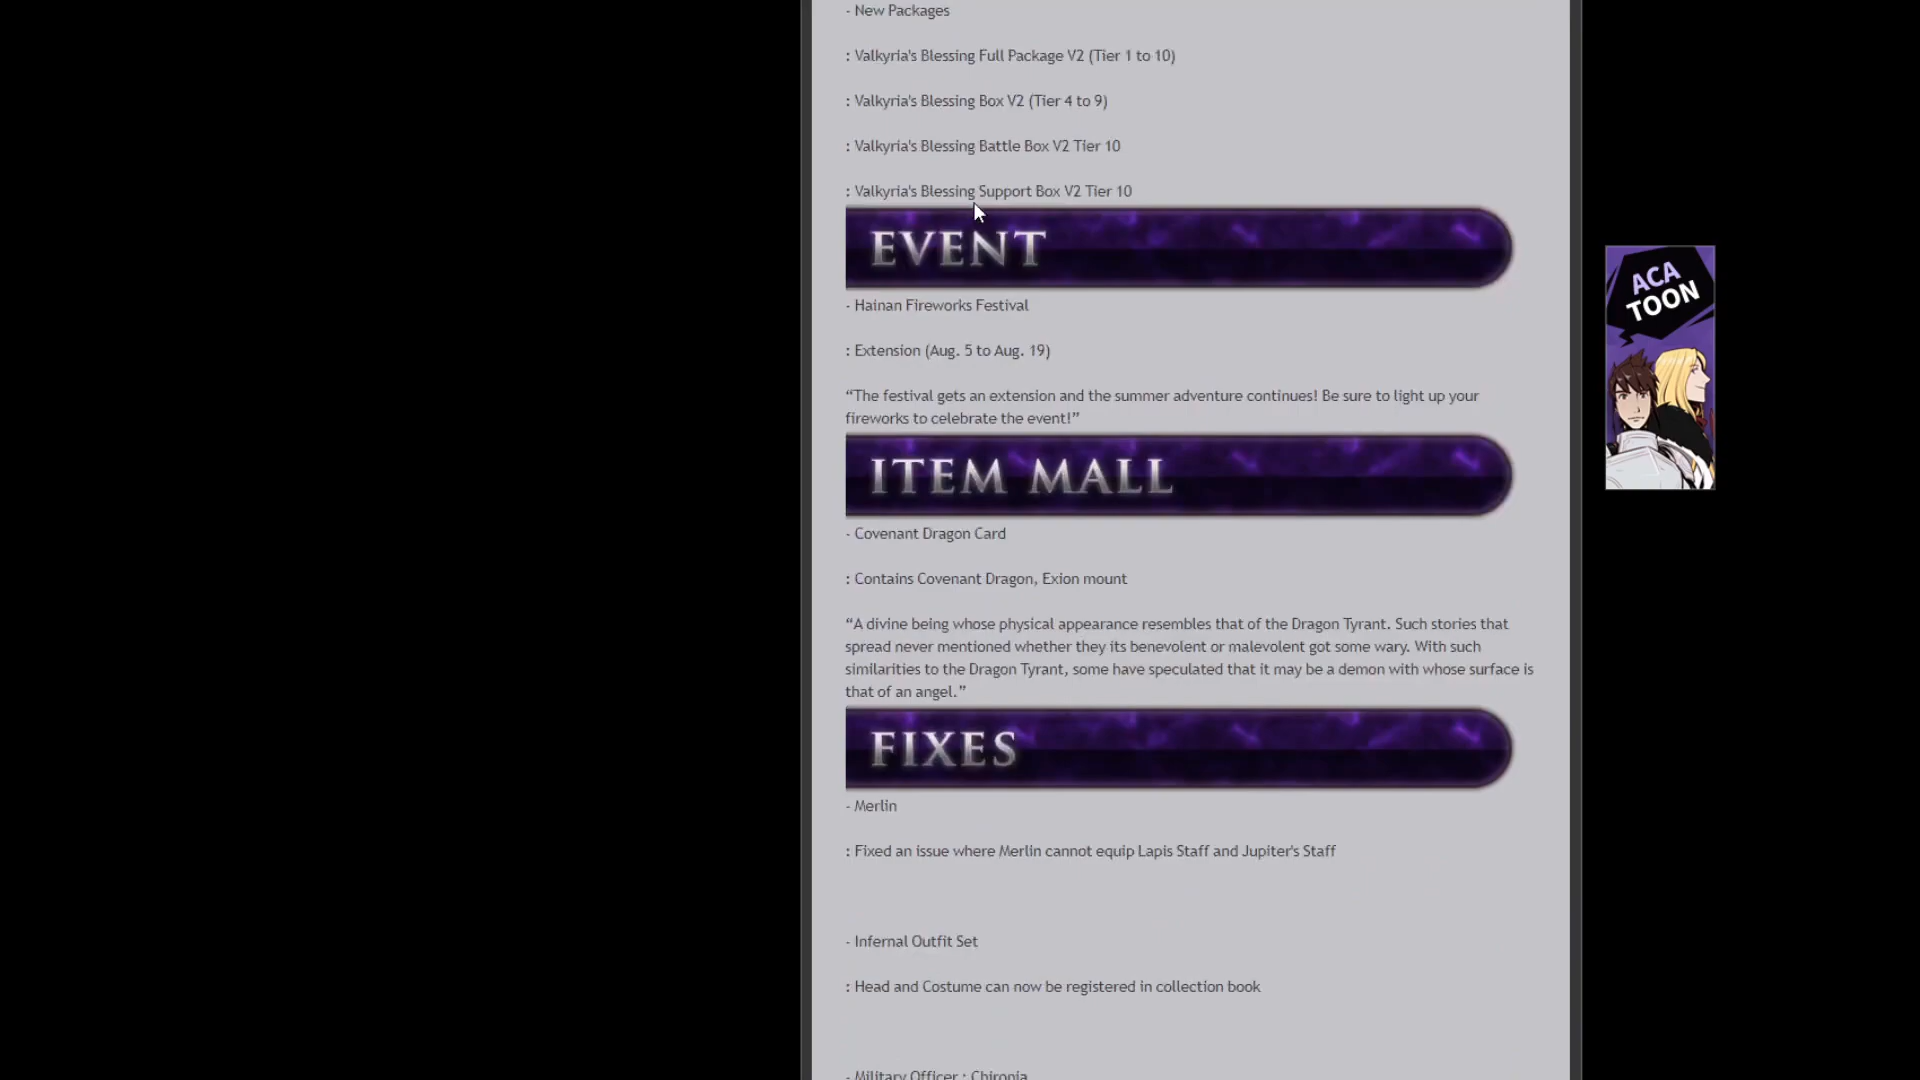 - New Packages
: Valkyria's Blessing Full Package V2 (Tier 1 to 10)
: Valkyria's Blessing Box V2 (Tier 4 to 9)
: Valkyria's Blessing Battle Box V2 Tier 10
: Valkyria's Blessing Support Box V2 Tier 10
EVENT
- Hainan Fireworks Festival
: Extension (Aug. 5 to Aug. 19)
“The festival gets an extension and the summer adventure continues! Be sure to light up your
fireworks to celebrate the event!”
ITEM MALL
- Covenant Dragon Card
: Contains Covenant Dragon, Exion mount
“A divine being whose physical appearance resembles that of the Dragon Tyrant. Such stories that
spread never mentioned whether they its benevolent or malevolent got some wary. With such
similarities to the Dragon Tyrant, some have speculated that it may be a demon with whose surface is
that of an angel.”
FIXES
- Merlin
: Fixed an issue where Merlin cannot equip Lapis Staff and Jupiter's Staff
- Infernal Outfit Set
: Head and Costume can now be registered in collection book
- Military Officer : Chironia
ACA
TOON